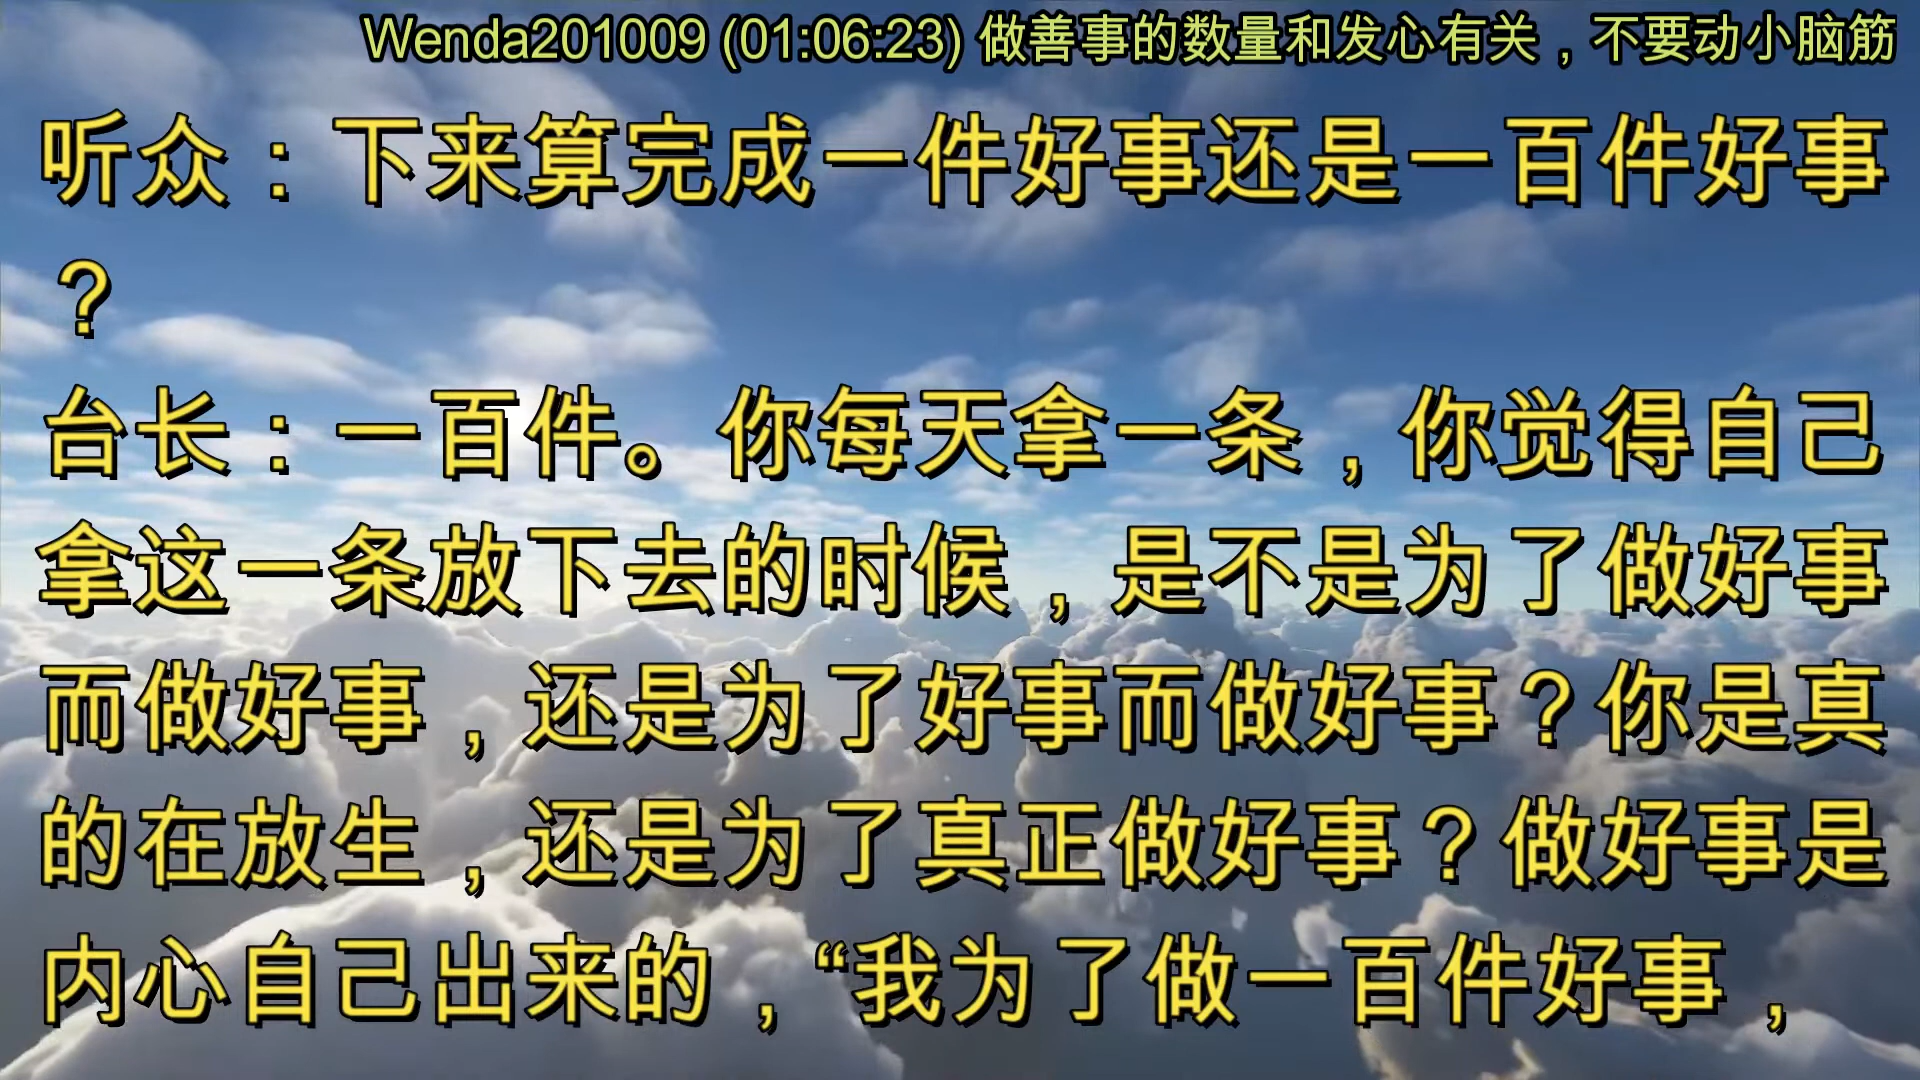 Wenda201009 (01:06:23) 做善事的数量和发心有关，不要动小脑筋
听众：下来算完成一件好事还是一百件好事
？
台长：一百件。你每天拿一条，你觉得自己
拿这一条放下去的时候，是不是为了做好事
而做好事，还是为了好事而做好事？你是真
的在放生，还是为了真正做好事？做好事是
内心自己出来的，“我为了做一百件好事，